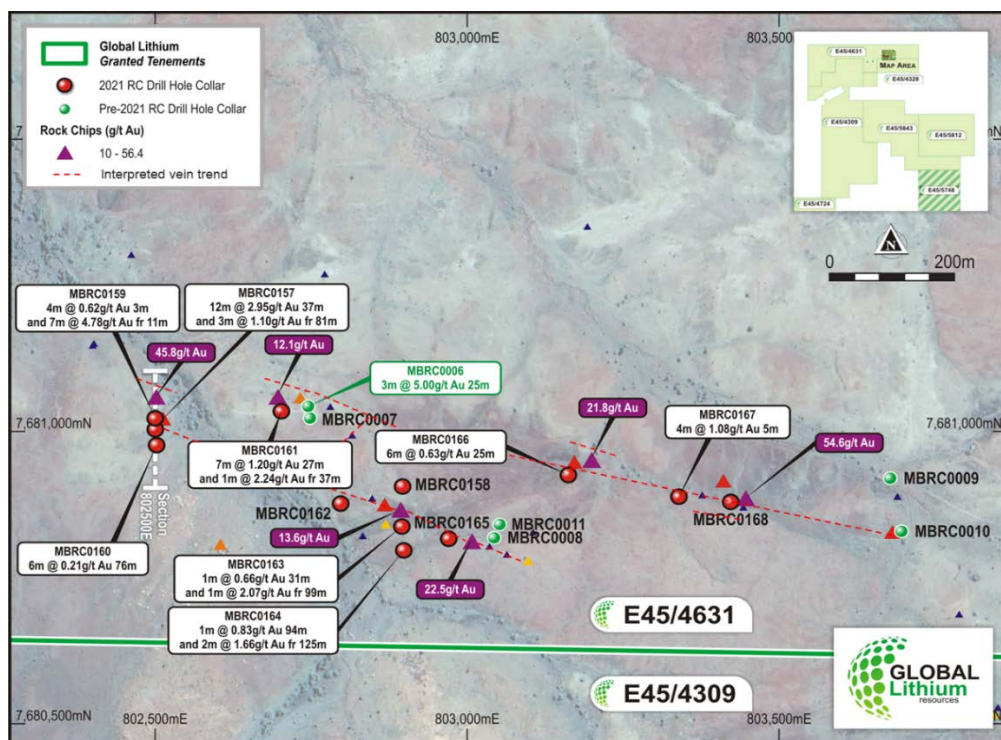 803,000mE
803,500mE
Global Lithium
Granted Tenements
2021 RC Drill Hole Collar
Pre-2021 RC Drill Hole Collar
Rock Chips (g/t Au)
10 - 56.4
Interpreted vein trend
E45/4631
MAP AREA
E45/4328
E45/4309
E45/5843
E45/5812
E45/5748
E45/4724
N
0
200m
MBRC0159
4m @ 0.62g/t Au 3m
and 7m @ 4.78g/t Au fr 11m
MBRC0157
12m @ 2.95g/t Au 37m
and 3m @ 1.10g/t Au fr 81m
45.8g/t Au
12.1g/t Au
MBRC0006
3m @ 5.00g/t Au 25m
MBRC0007
7,681,000mN
7,681,000mN
21.8g/t Au
MBRC0167
4m @ 1.08g/t Au 5m
54.6g/t Au
MBRC0166
6m @ 0.63g/t Au 25m
MBRC0161
7m @ 1.20g/t Au 27m
and 1m @ 2.24g/t Au fr 37m
Section
802500E
MBRC0158
MBRC0009
MBRC0162
MBRC0165
MBRC0168
MBRC0011
MBRC0008
MBRC0010
13.6g/t Au
MBRC0160
6m @ 0.21g/t Au 76m
MBRC0163
1m @ 0.66g/t Au 31m
and 1m @ 2.07g/t Au fr 99m
22.5g/t Au
MBRC0164
1m @ 0.83g/t Au 94m
and 2m @ 1.66g/t Au fr 125m
E45/4631
E45/4309
GLOBAL
Lithium
resources
7,680,500mN
802,500mE
803,000mE
803,500mE